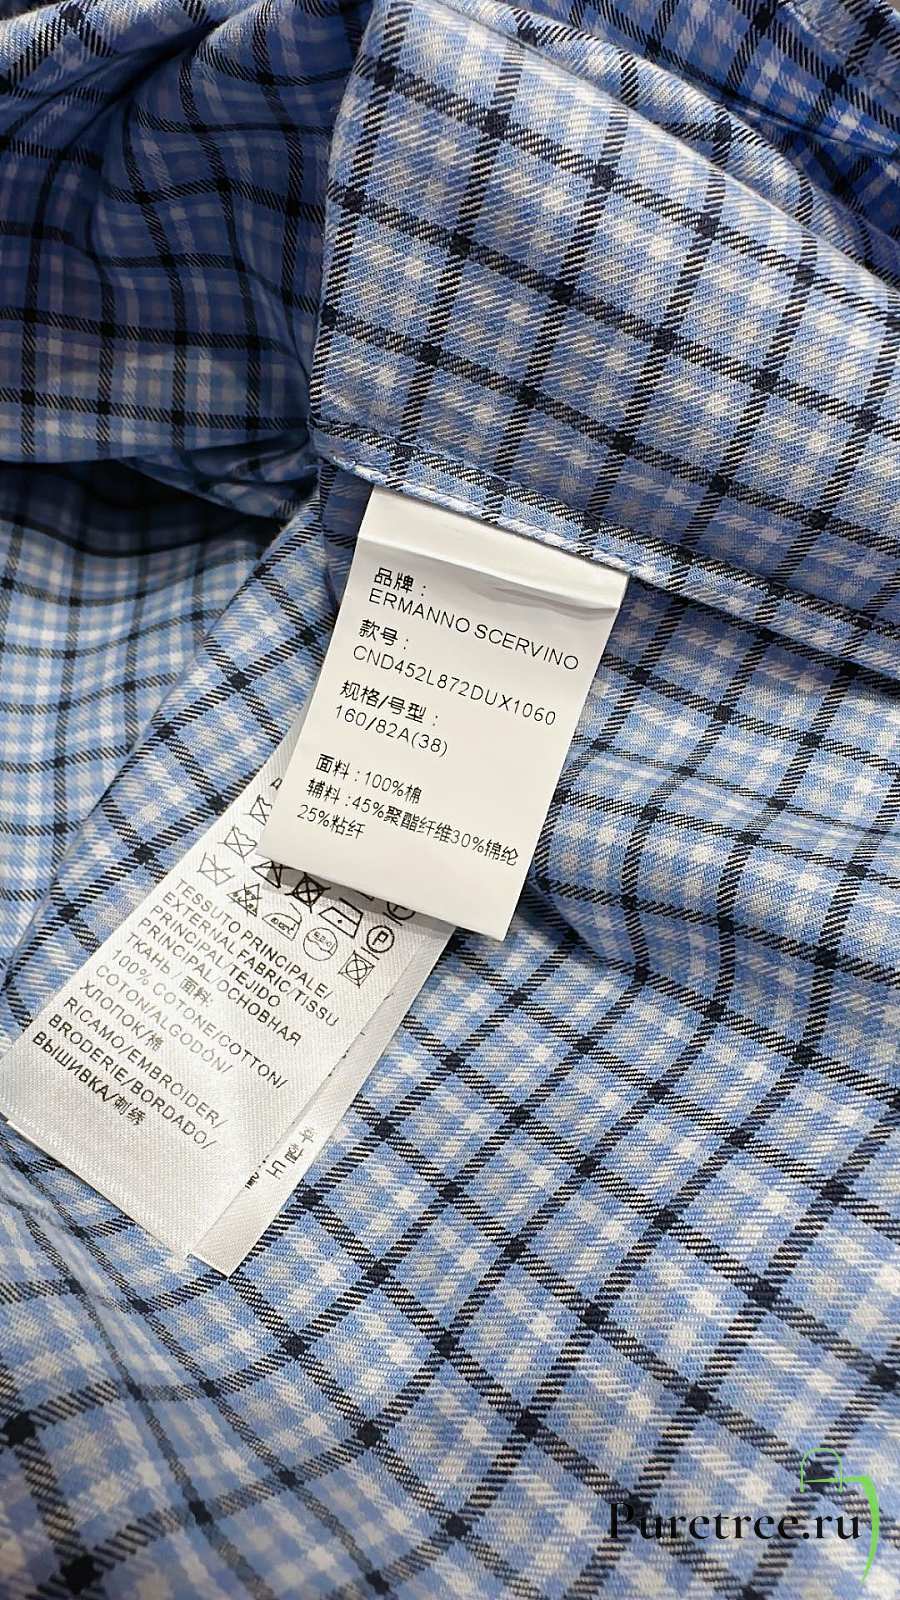 品牌：
ERMANNO SCERVINO
款号：
CND452L872DUX1060
规格/号型：
160/82A(38)
面料：100%棉
辅料：45%聚酯纤维30%锦纶
25%粘纤
TESSUTO PRINCIPALE/
EXTERNAL FABRIC/TISSU
PRINCIPAL/TEJIDO
PRINCIPAL/ОСНОВНАЯ
ТКАНЬ/ 面料:
100% COTONE/COTTON/
COTON/ALGODÓN/
ХЛОПОК/棉
RICAMO/EMBROIDER/
BRODERIE/BORDADO/
ВЫШИВКА/刺绣
Puretree.ru